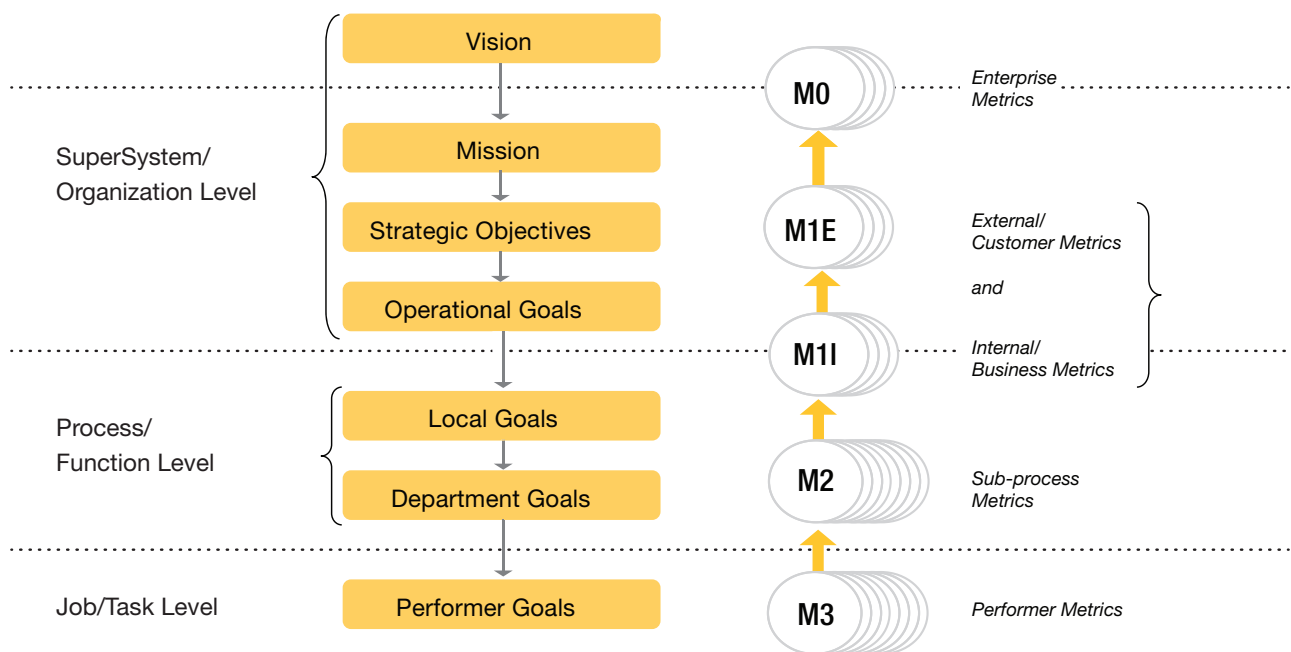 Vision
M0
Enterprise
Metrics
SuperSystem/
Organization Level
Mission
Strategic Objectives
M1E
External/
Customer Metrics
and
Operational Goals
M1I
Internal/
Business Metrics
Process/
Function Level
Local Goals
Department Goals
M2
Sub-process
Metrics
Job/Task Level
Performer Goals
M3
Performer Metrics